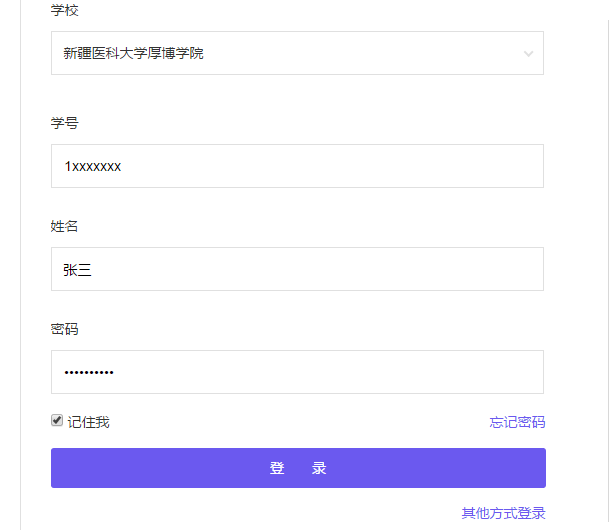 学校
新疆医科大学厚博学院
学号
1xxxxxxx
姓名
张三
密码
••••••••••
记住我
忘记密码
登 录
其他方式登录